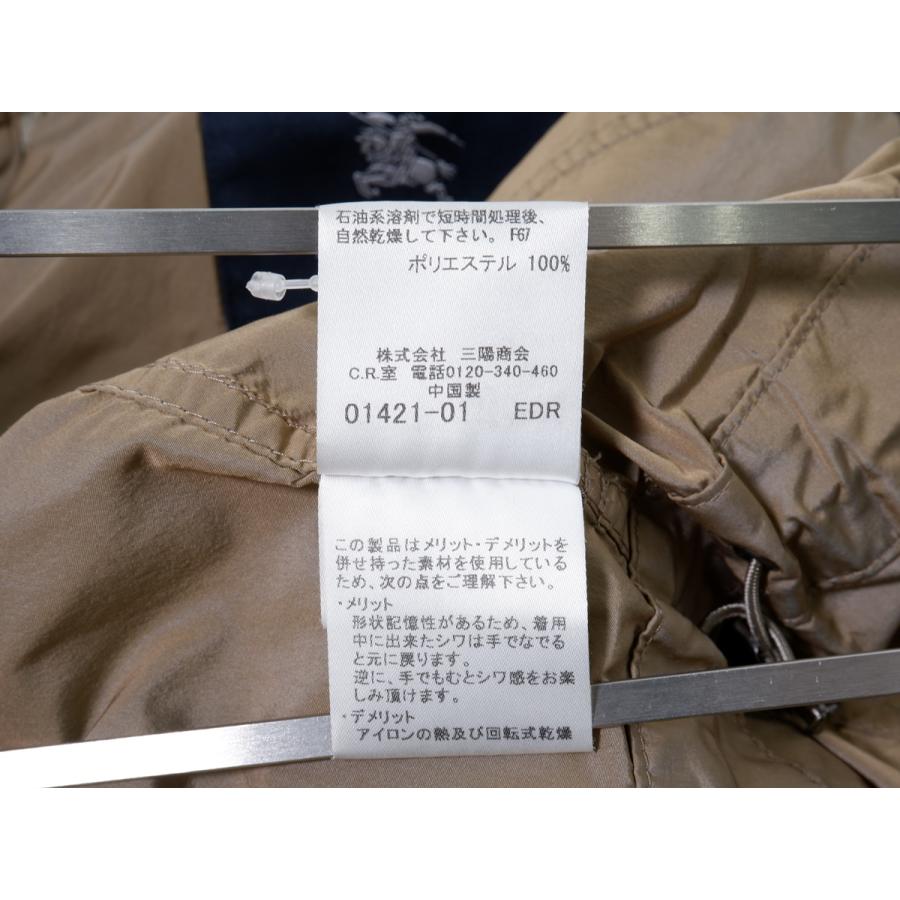 石油系溶剤で短時間処理後、
自然乾燥して下さい。 F67
ポリエステル 100%
株式会社 三陽商会
C.R.室 電話0120-340-460
中国製
01421-01 EDR
この製品はメリット・デメリットを
併せ持った素材を使用している
ため、次の点をご理解下さい。
・メリット
形状記憶性があるため、着用
中に出来たシワは手でなでる
と元に戻ります。
逆に、手でもむとシワ感をお楽
しみ頂けます。
・デメリット
アイロンの熱及び回転式乾燥